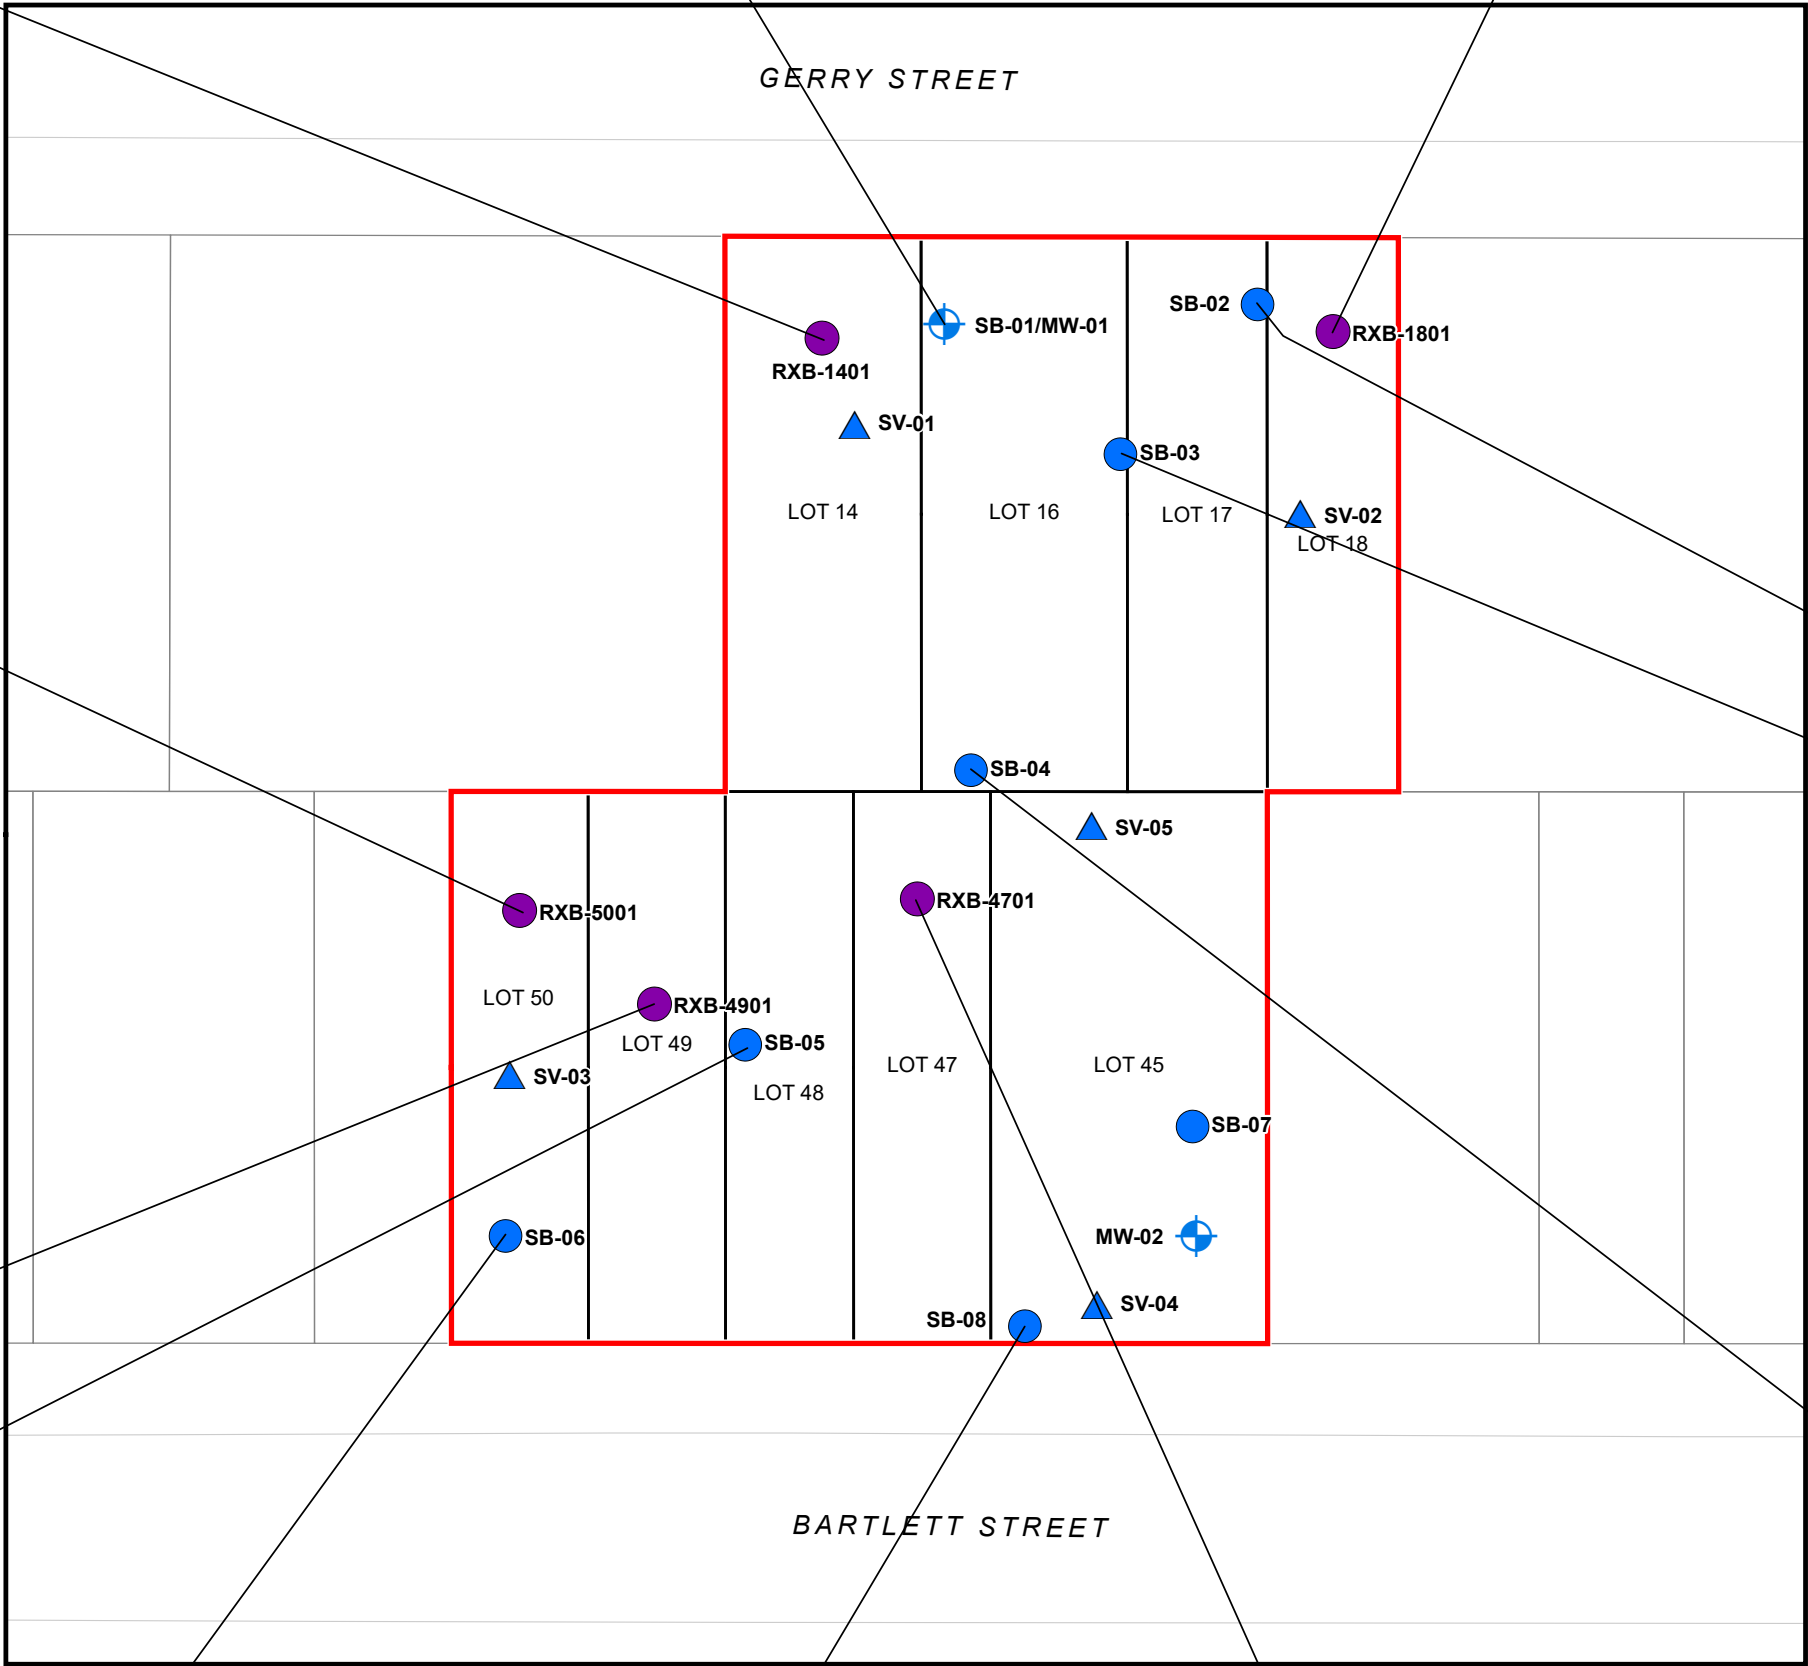 GERRY STREET
SB-02
SB-01/MW-01
RXB-1801
RXB-1401
SV-01
SB-03
LOT 14
LOT 16
LOT 17
SV-02
LOT 18
SB-04
SV-05
RXB-5001
RXB-4701
LOT 50
RXB-4901
LOT 49
SB-05
LOT 47
LOT 45
SV-03
LOT 48
SB-07
SB-06
MW-02
SV-04
SB-08
BARTLETT STREET